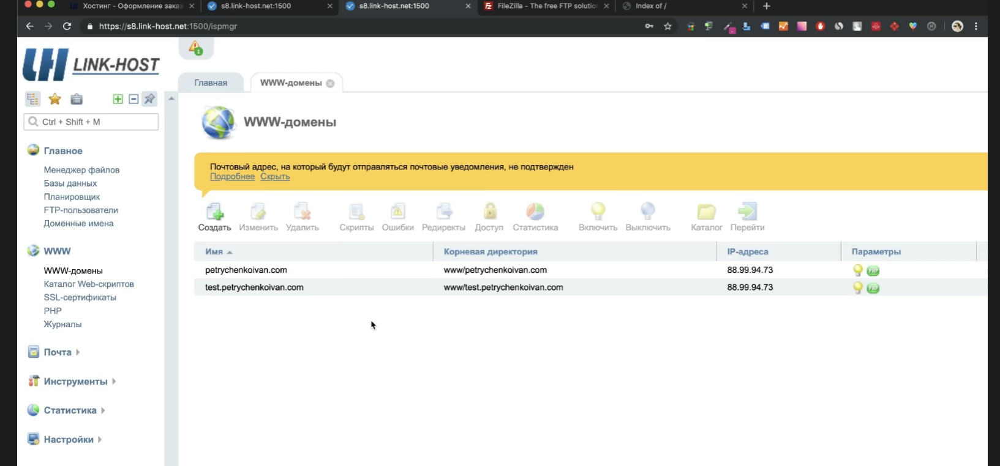 Хостинг - Оформление заказ
s8.link-host.net:1500
s8.link-host.net:1500
FileZilla - The free FTP solution
Index of /
https://s8.link-host.net:1500/ispmgr
LINK-HOST
1
Главная
WWW-домены
Ctrl + Shift + M
WWW-домены
Главное
Менеджер файлов
Базы данных
Планировщик
FTP-пользователи
Доменные имена
WWW
WWW-домены
Каталог Web-скриптов
SSL-сертификаты
PHP
Журналы
Почта
Инструменты
Статистика
Настройки
Почтовый адрес, на который будут отправляться почтовые уведомления, не подтвержден
Подробнее Скрыть
Создать Изменить Удалить Скрипты Ошибки Редиректы Доступ Статистика Включить Выключить Каталог Перейти
Имя Корневая директория IP-адреса Параметры
petrychenkoivan.com www/petrychenkoivan.com 88.99.94.73 PHP
test.petrychenkoivan.com www/test.petrychenkoivan.com 88.99.94.73 PHP